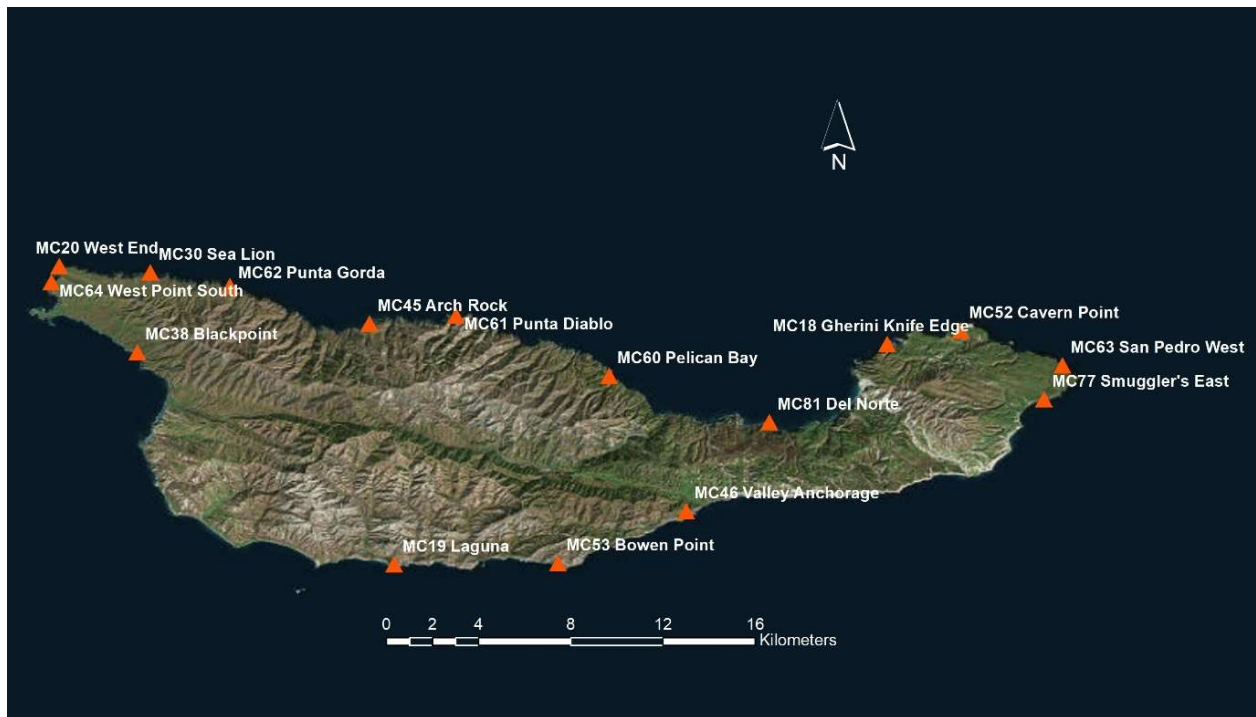 N
MC20 West End
MC30 Sea Lion
MC62 Punta Gorda
MC64 West Point South
MC45 Arch Rock
MC52 Cavern Point
MC61 Punta Diablo
MC18 Gherini Knife Edge
MC38 Blackpoint
MC63 San Pedro West
MC60 Pelican Bay
MC77 Smuggler's East
MC81 Del Norte
MC46 Valley Anchorage
MC19 Laguna
MC53 Bowen Point
0 2 4 8 12 16
Kilometers